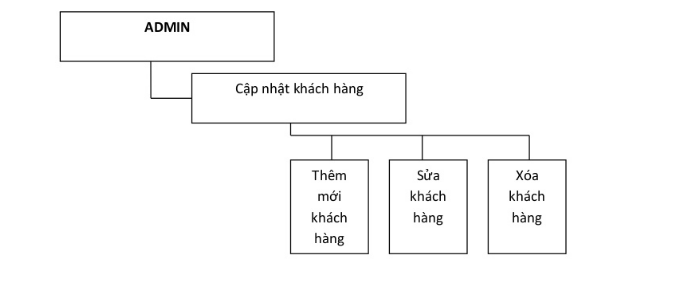 ADMIN
Cập nhật khách hàng
Thêm
mới
khách
hàng
Sửa
khách
hàng
Xóa
khách
hàng